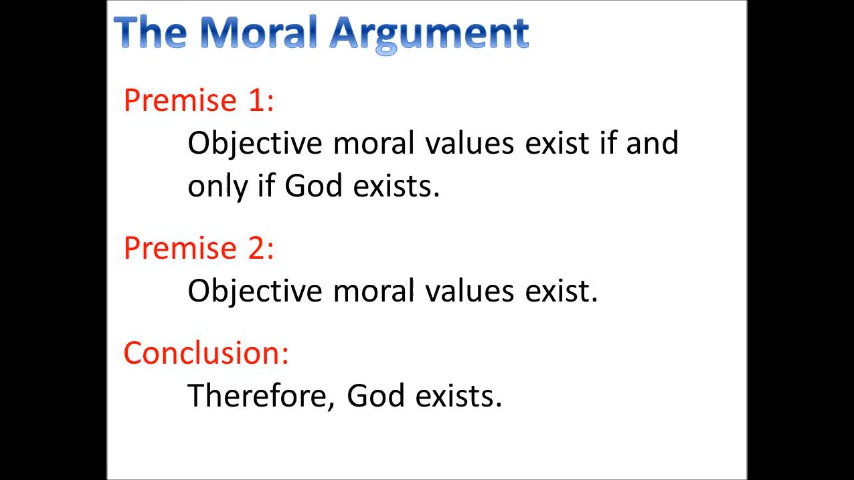 The Moral Argument
Premise 1:
Objective moral values exist if and
only if God exists.
Premise 2:
Objective moral values exist.
Conclusion:
Therefore, God exists.